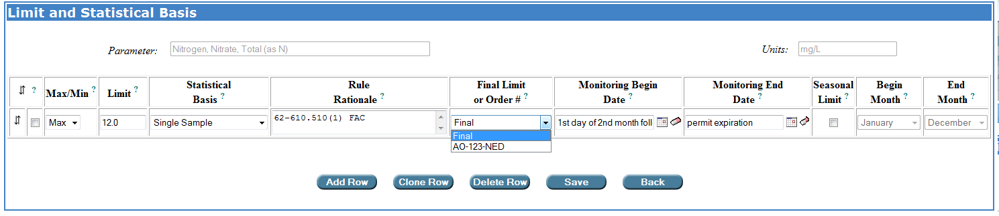 Limit and Statistical Basis
Parameter: Nitrogen, Nitrate, Total (as N) Units: mg/L
? Max/Min ? Limit ? Statistical Basis ? Rule Rationale ? Final Limit or Order # ? Monitoring Begin Date ? Monitoring End Date ? Seasonal Limit ? Begin Month ? End Month ?
Max 12.0 Single Sample 62-610.510(1) FAC Final 1st day of 2nd month foll permit expiration January December
Final
AO-123-NED
Add Row Clone Row Delete Row Save Back